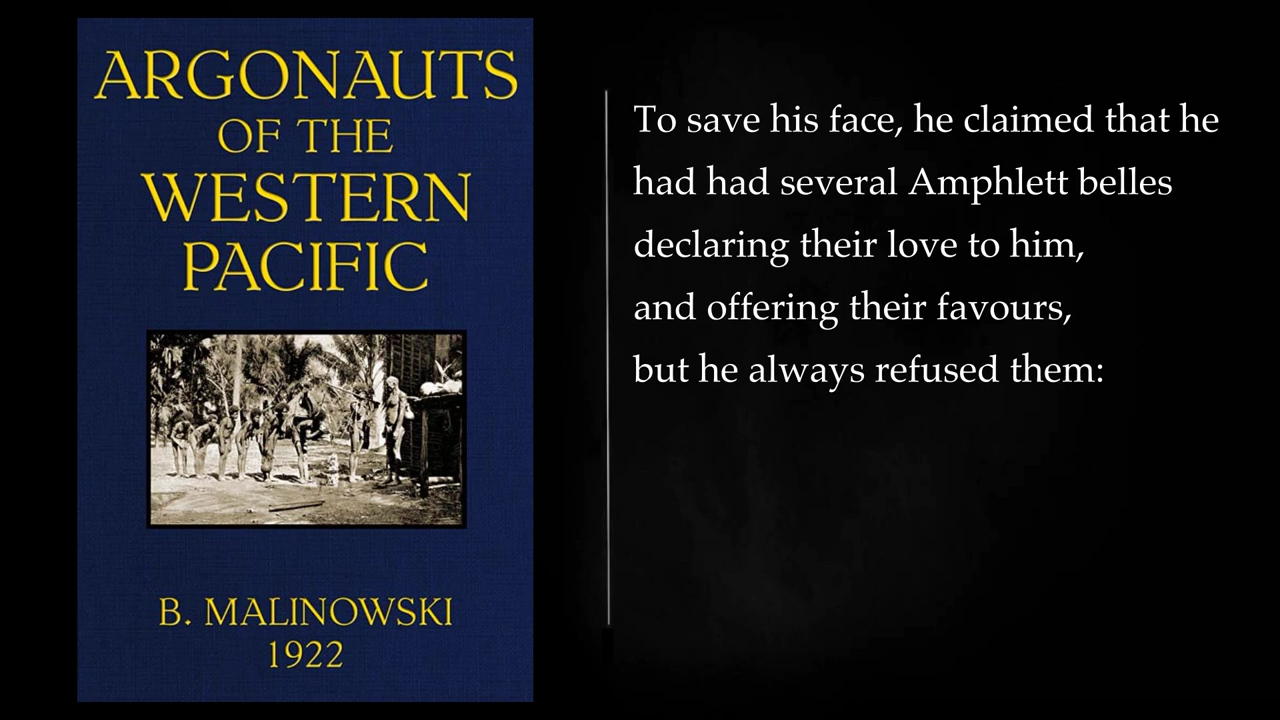 ARGONAUTS
OF THE
WESTERN
PACIFIC
B. MALINOWSKI
1922
To save his face, he claimed that he
had had several Amphlett belles
declaring their love to him,
and offering their favours,
but he always refused them: